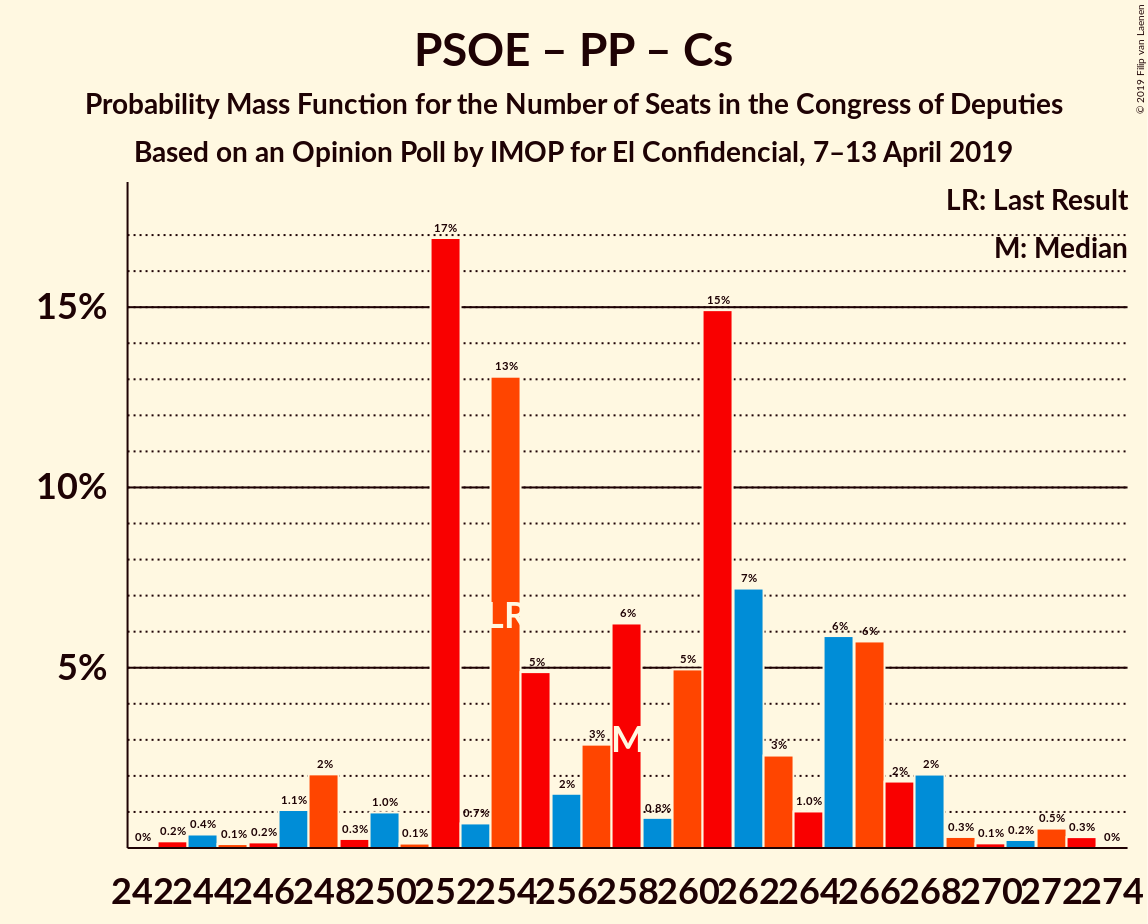 PSOE – PP – Cs
Probability Mass Function for the Number of Seats in the Congress of Deputies
Based on an Opinion Poll by IMOP for El Confidencial, 7–13 April 2019
© 2019 Filip van Laenen
LR: Last Result
M: Median
15%
10%
5%
0% 0.2% 0.4% 0.1% 0.2% 1.1% 2% 0.3% 1.0% 0.1% 17% 0.7% 13% 5% 2% 3% 6% 0.8% 5% 15% 7% 3% 1.0% 6% 6% 2% 2% 0.3% 0.1% 0.2% 0.5% 0.3% 0%
LR
M
242 244 246 248 250 252 254 256 258 260 262 264 266 268 270 272 274